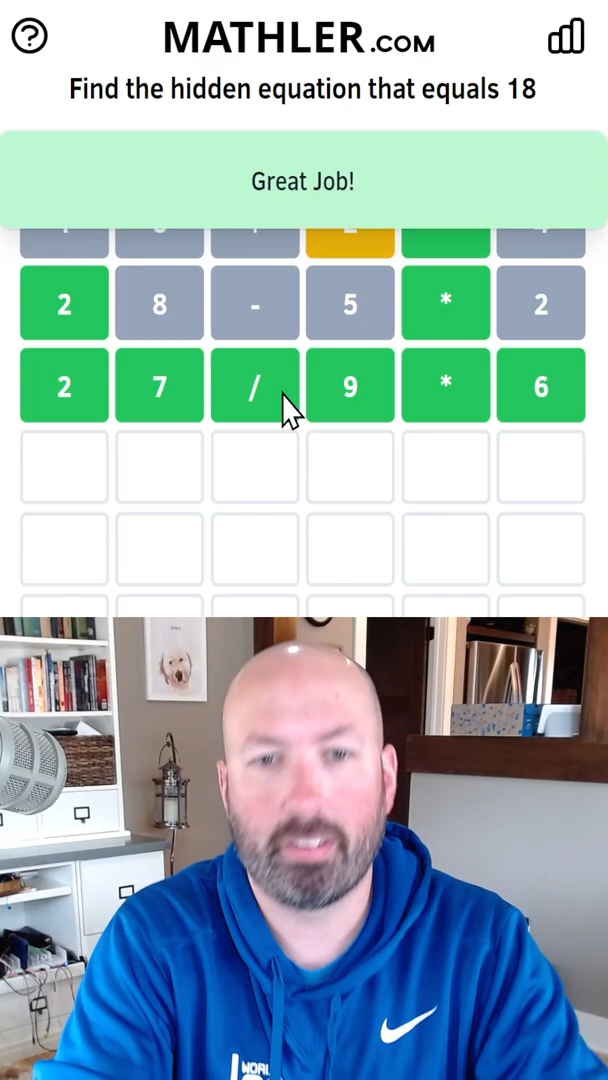 MATHLER.COM
Find the hidden equation that equals 18
Great Job!
2 8 - 5 * 2
2 7 / 9 * 6